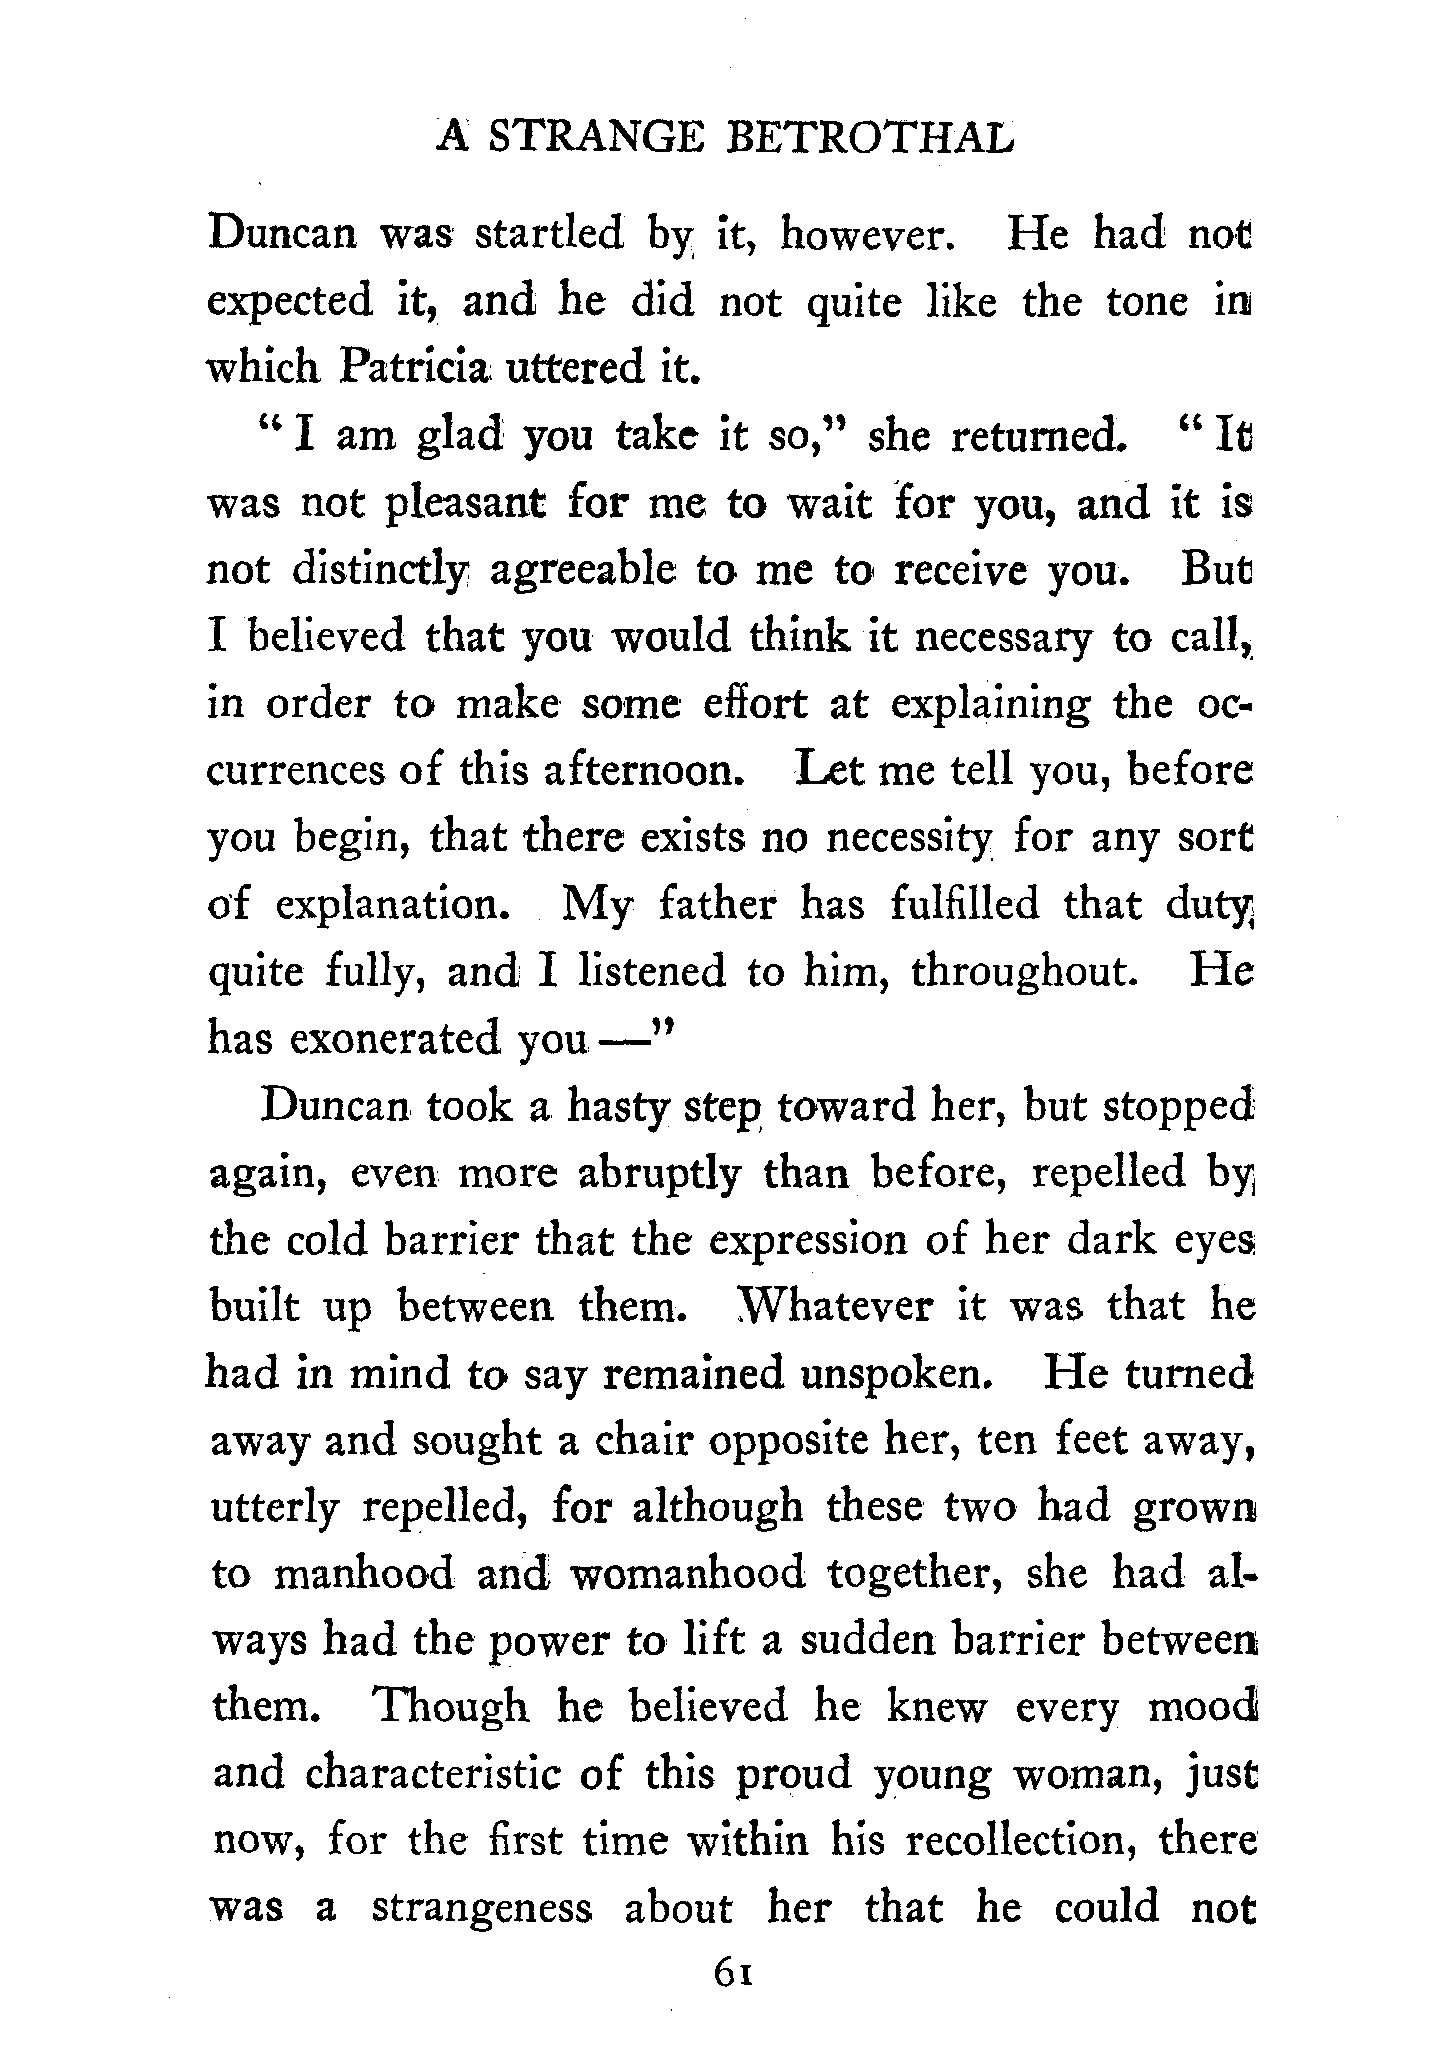 A STRANGE BETROTHAL
Duncan was startled by it, however. He had not
expected it, and he did not quite like the tone in
which Patricia uttered it.
“ I am glad you take it so,” she returned. “ It
was not pleasant for me to wait for you, and it is
not distinctly agreeable to me to receive you. But
I believed that you would think it necessary to call,
in order to make some effort at explaining the oc-
currences of this afternoon. Let me tell you, before
you begin, that there exists no necessity for any sort
of explanation. My father has fulfilled that duty
quite fully, and I listened to him, throughout. He
has exonerated you —”
Duncan took a hasty step toward her, but stopped
again, even more abruptly than before, repelled by
the cold barrier that the expression of her dark eyes
built up between them. Whatever it was that he
had in mind to say remained unspoken. He turned
away and sought a chair opposite her, ten feet away,
utterly repelled, for although these two had grown
to manhood and womanhood together, she had al-
ways had the power to lift a sudden barrier between
them. Though he believed he knew every mood
and characteristic of this proud young woman, just
now, for the first time within his recollection, there
was a strangeness about her that he could not
61